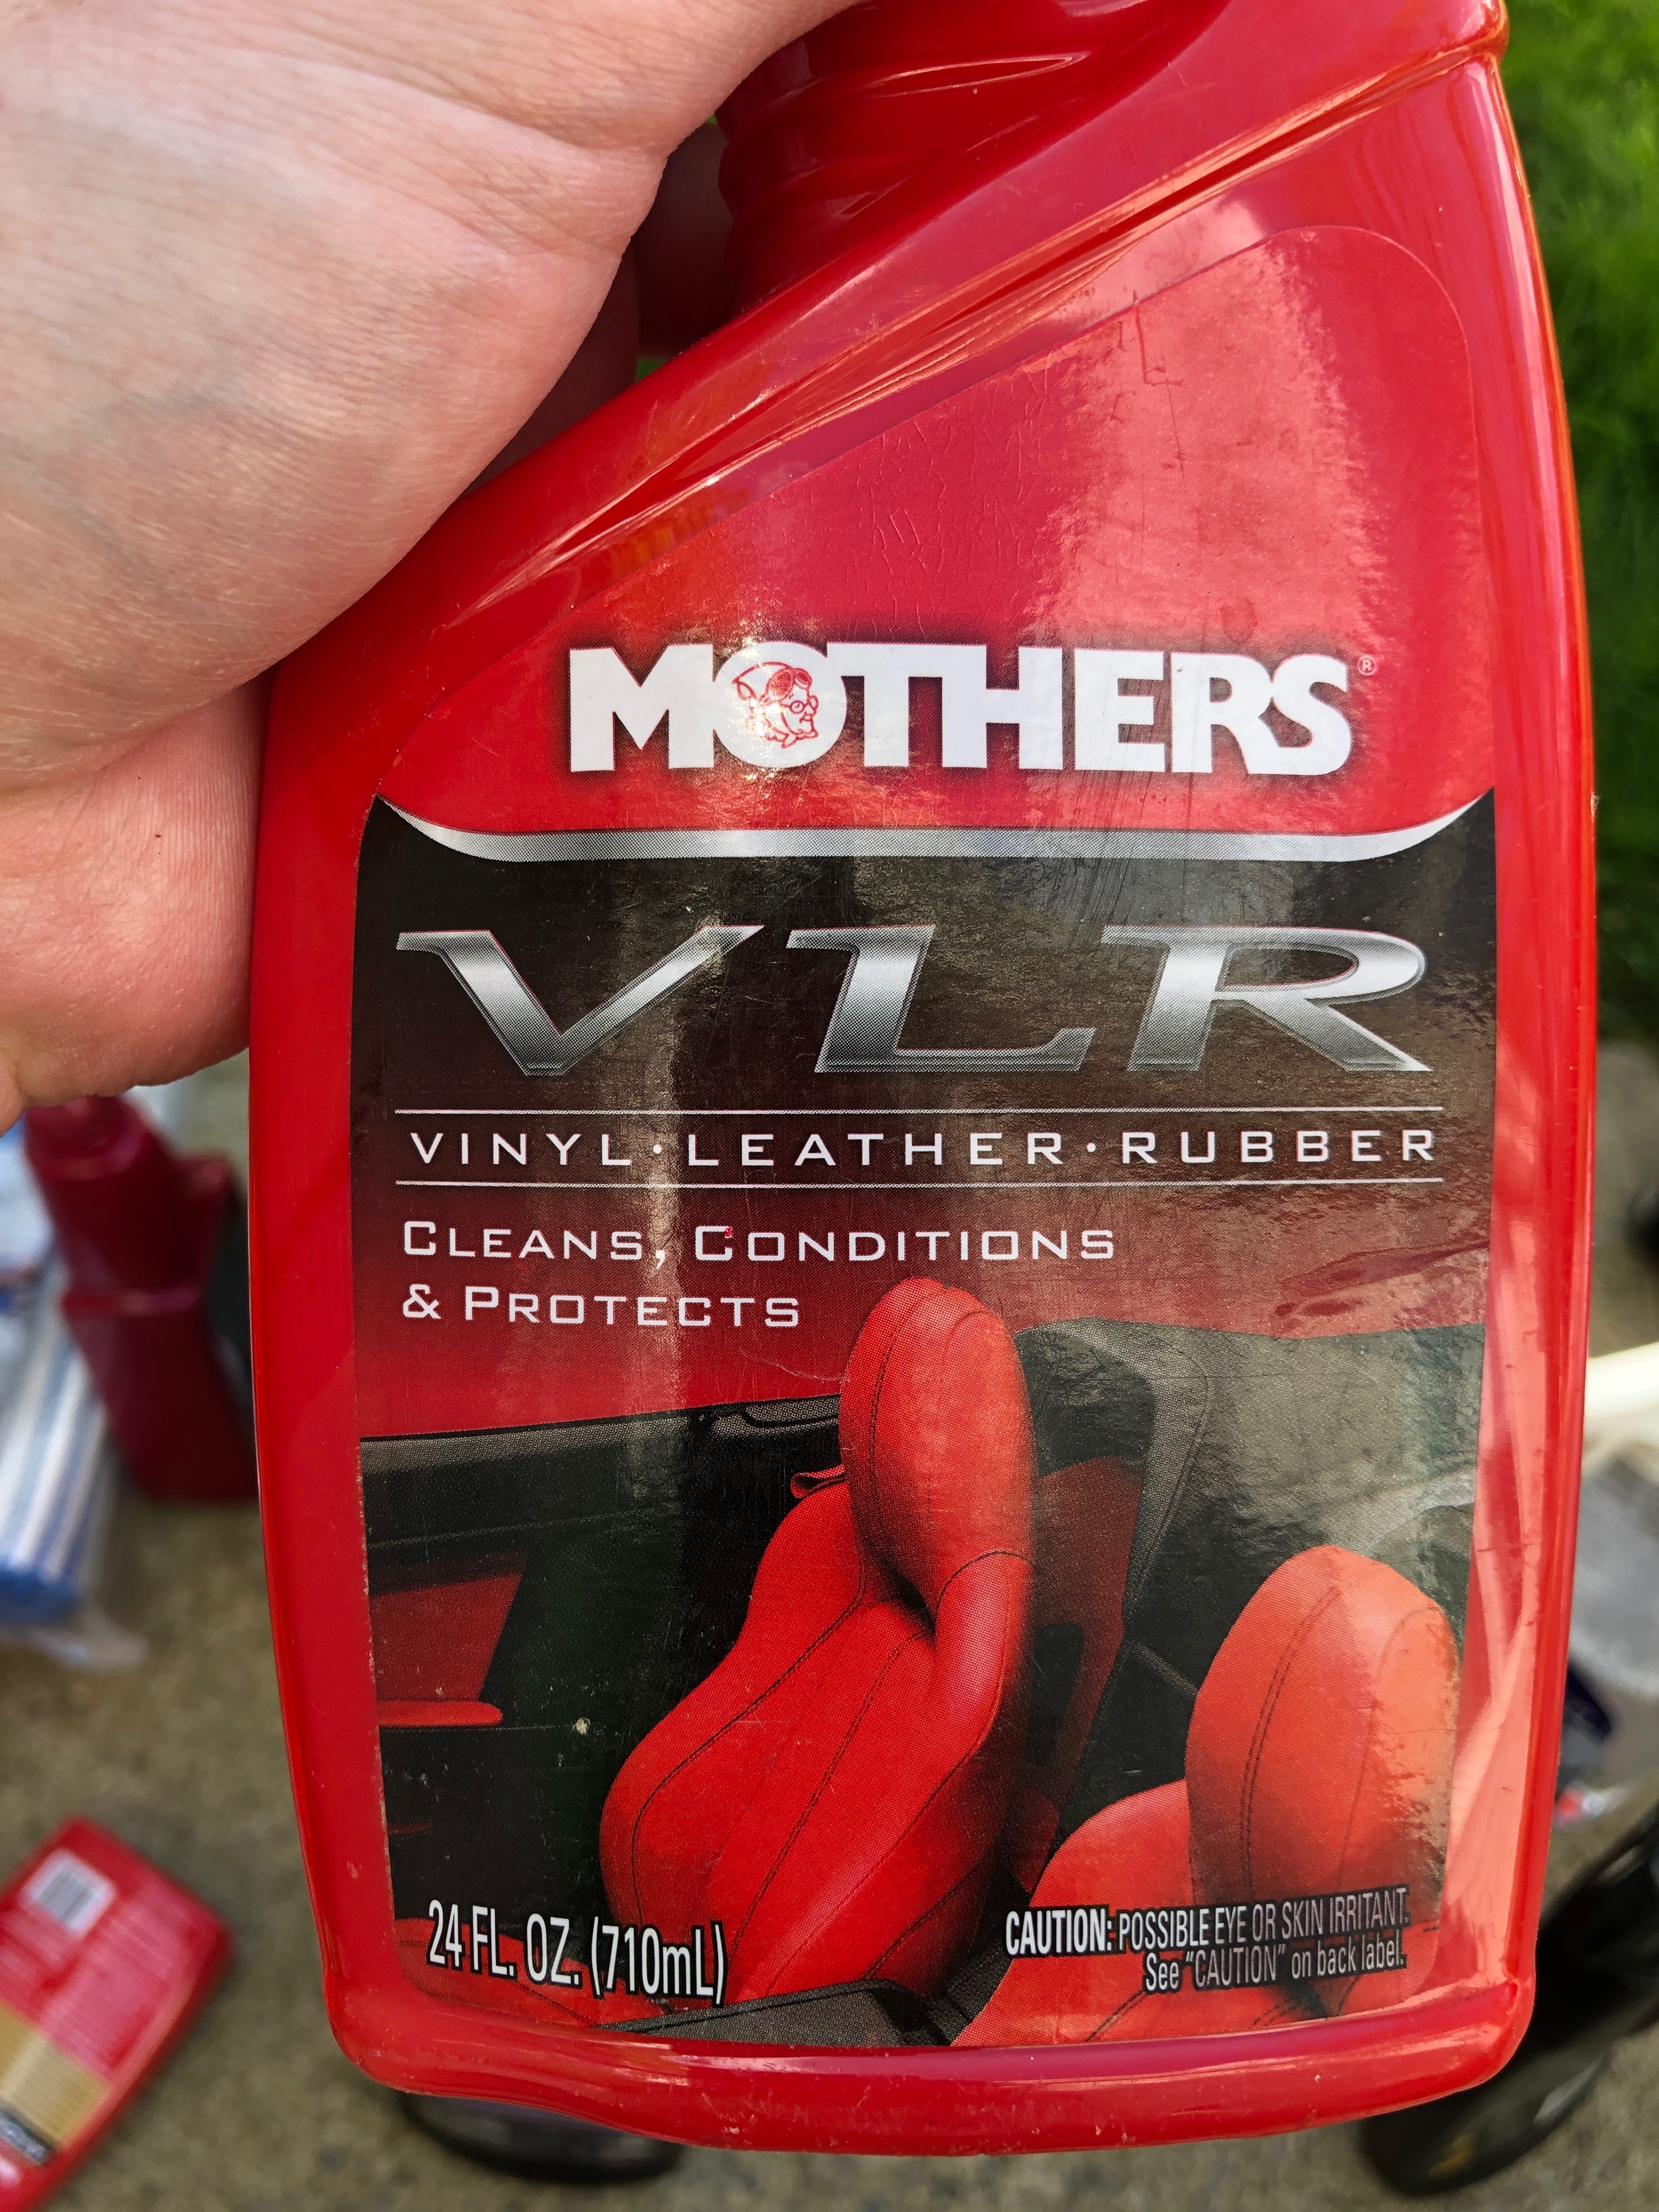 MOTHERS®
VLR
VINYL·LEATHER·RUBBER
CLEANS, CONDITIONS
& PROTECTS
24 FL. OZ. (710mL)
CAUTION: POSSIBLE EYE OR SKIN IRRITANT.
See "CAUTION" on back label.